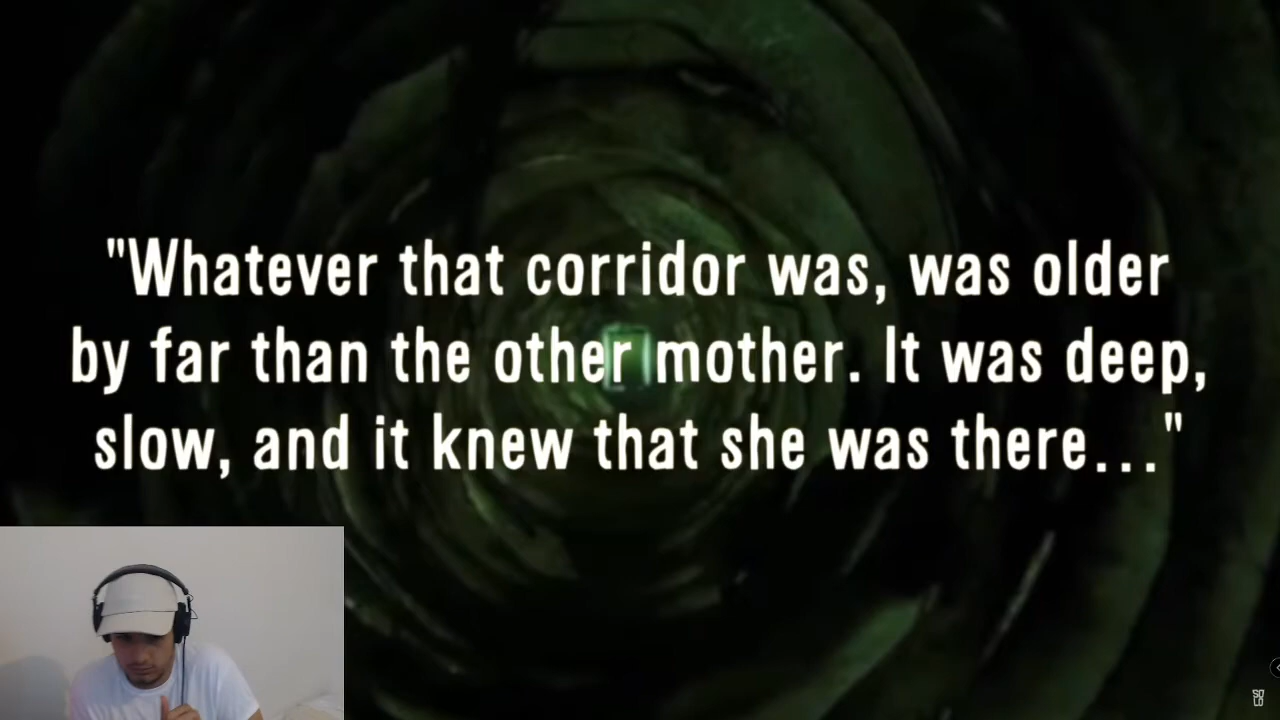 "Whatever that corridor was, was older
by far than the other mother. It was deep,
slow, and it knew that she was there..."
SOLO